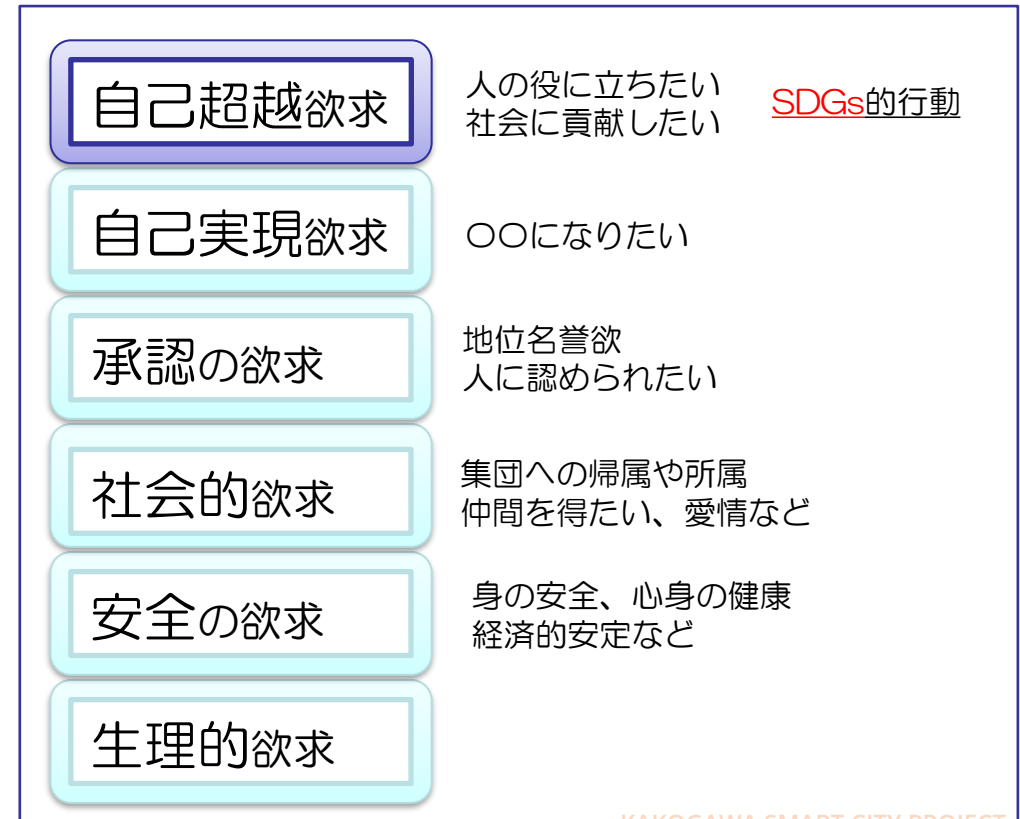 自己超越欲求
人の役に立ちたい
社会に貢献したい
SDGs的行動
自己実現欲求
〇〇になりたい
承認の欲求
地位名誉欲
人に認められたい
社会的欲求
集団への帰属や所属
仲間を得たい、愛情など
安全の欲求
身の安全、心身の健康
経済的安定など
生理的欲求
KAKOGAWA SMART CITY PROJECT